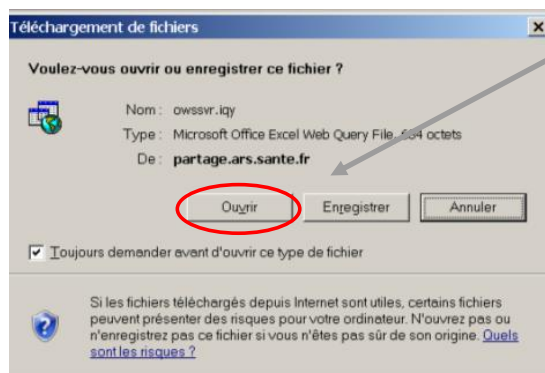 Téléchargement de fichiers
Voulez-vous ouvrir ou enregistrer ce fichier ?
Nom : owssvr.iqy
Type : Microsoft Office Excel Web Query File, octets
De : partage.ars.sante.fr
Ouvrir Enregistrer Annuler
Toujours demander avant d'ouvrir ce type de fichier
Si les fichiers téléchargés depuis Internet sont utiles, certains fichiers
peuvent présenter des risques pour votre ordinateur. N'ouvrez pas ou
n'enregistrez pas ce fichier si vous n'êtes pas sûr de son origine. Quels
sont les risques ?